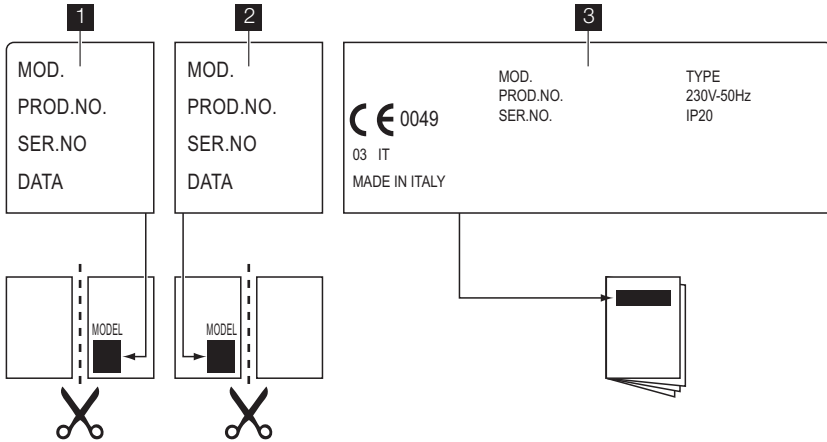 1
MOD.
PROD.NO.
SER.NO
DATA
2
MOD.
PROD.NO.
SER.NO
DATA
3
MOD.
PROD.NO.
SER.NO.
TYPE
230V-50Hz
IP20
CE 0049
03 IT
MADE IN ITALY
MODEL
MODEL